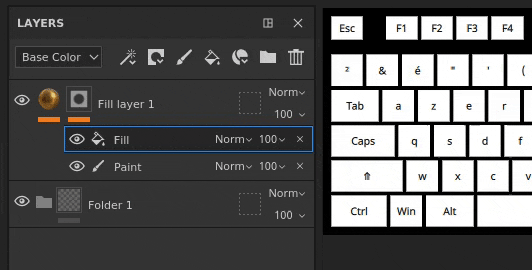 LAYERS
Base Color
Fill layer 1
Norm
100
Fill
Norm
100
Paint
Norm
100
Folder 1
Norm
100
Esc F1 F2 F3 F4
² & é " ' (
Tab a z e r
Caps q s d f
⇑ w x c v
Ctrl Win Alt